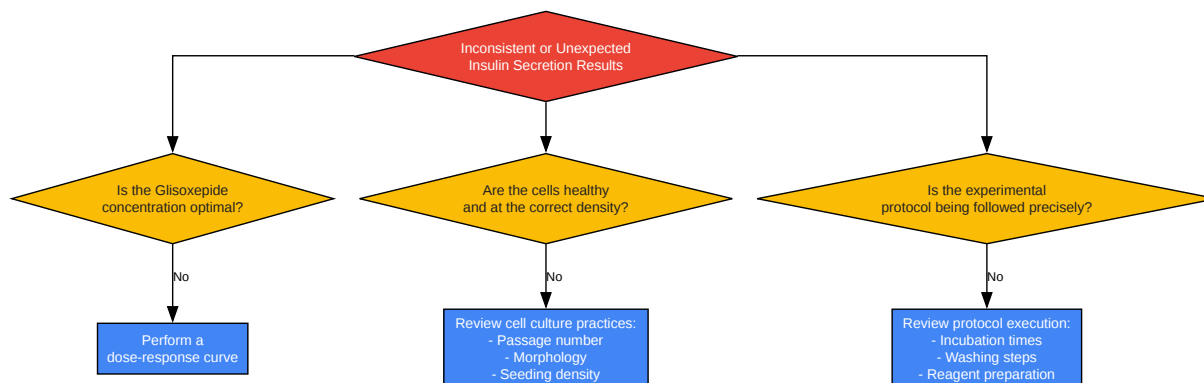 Inconsistent or Unexpected
Insulin Secretion Results
Is the Glisoxepide
concentration optimal?
Are the cells healthy
and at the correct density?
Is the experimental
protocol being followed precisely?
No
No
No
Perform a
dose-response curve
Review cell culture practices:
- Passage number
- Morphology
- Seeding density
Review protocol execution:
- Incubation times
- Washing steps
- Reagent preparation